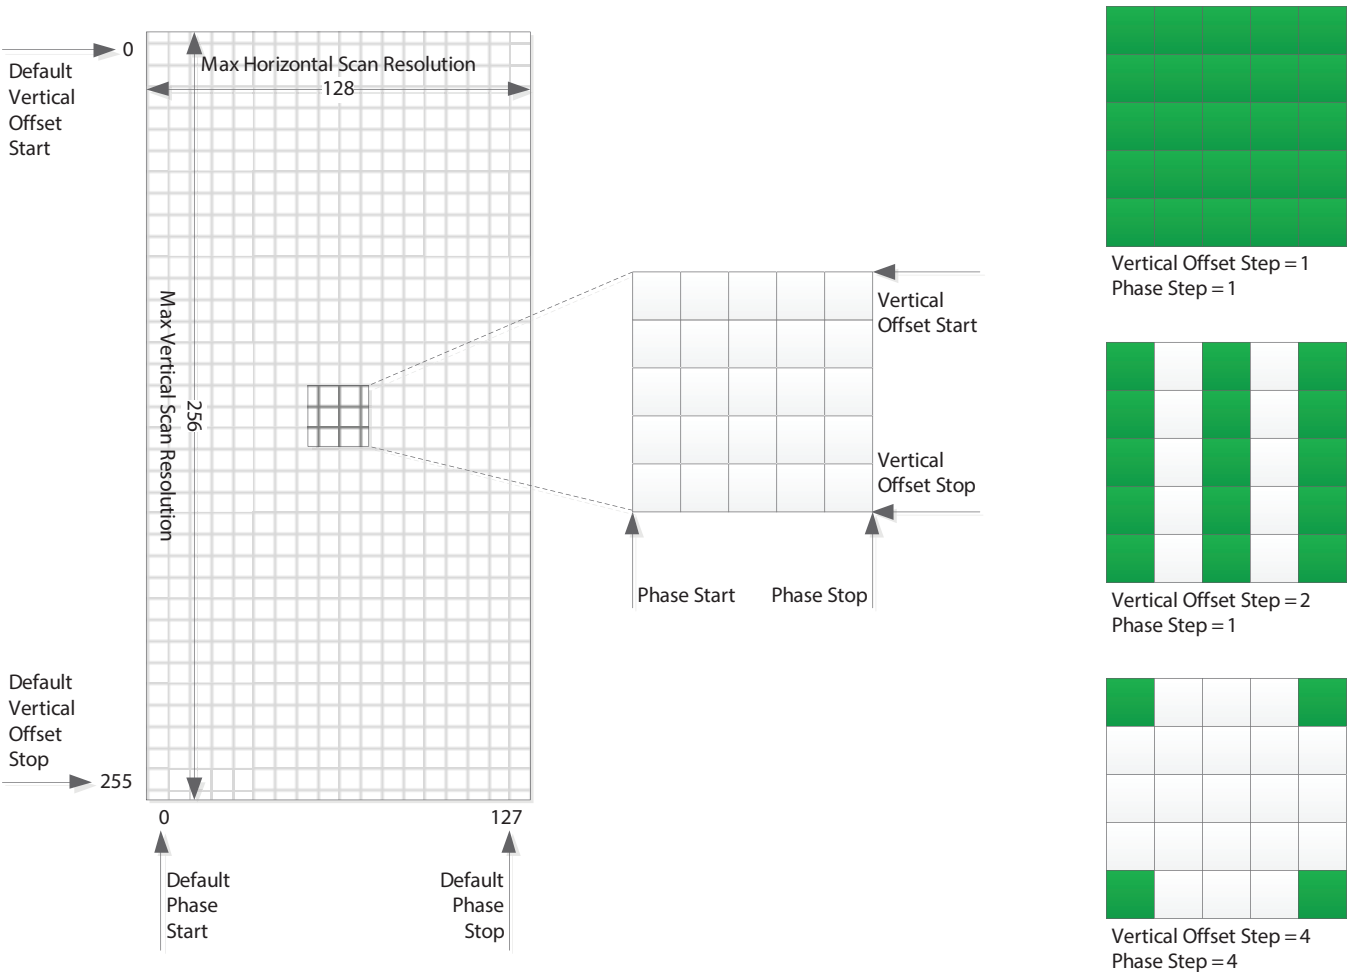 0
Default
Vertical
Offset
Start
Max Horizontal Scan Resolution
128
Max Vertical Scan Resolution
256
Default
Vertical
Offset
Stop
255
0
127
Default
Phase
Start
Default
Phase
Stop
Vertical
Offset Start
Vertical
Offset Stop
Phase Start
Phase Stop
Vertical Offset Step = 1
Phase Step = 1
Vertical Offset Step = 2
Phase Step = 1
Vertical Offset Step = 4
Phase Step = 4